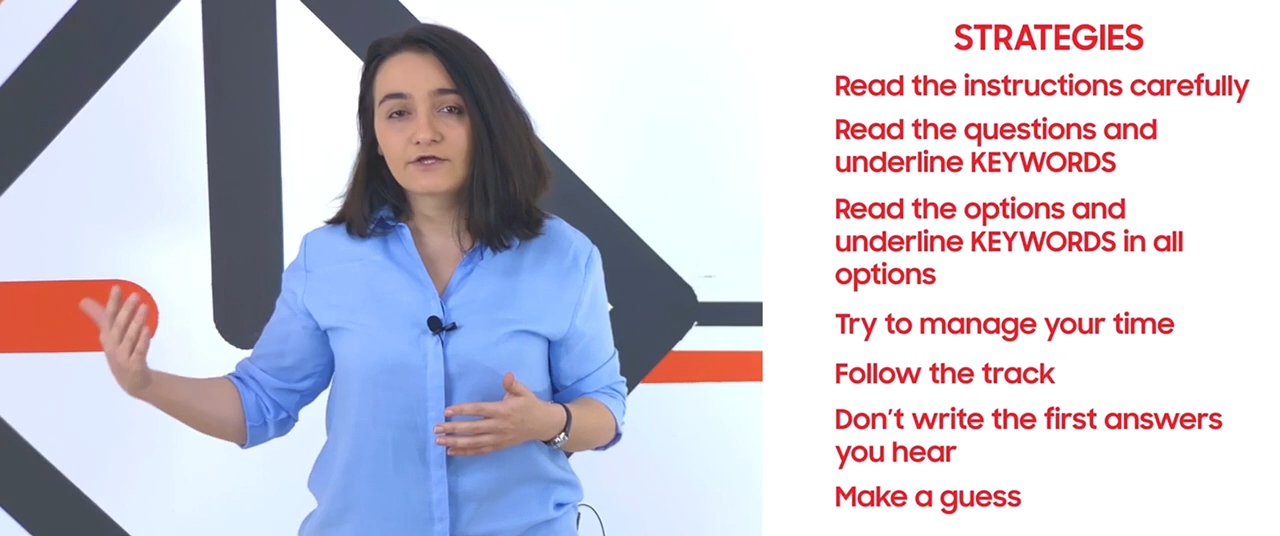 STRATEGIES
Read the instructions carefully
Read the questions and
underline KEYWORDS
Read the options and
underline KEYWORDS in all
options
Try to manage your time
Follow the track
Don't write the first answers
you hear
Make a guess